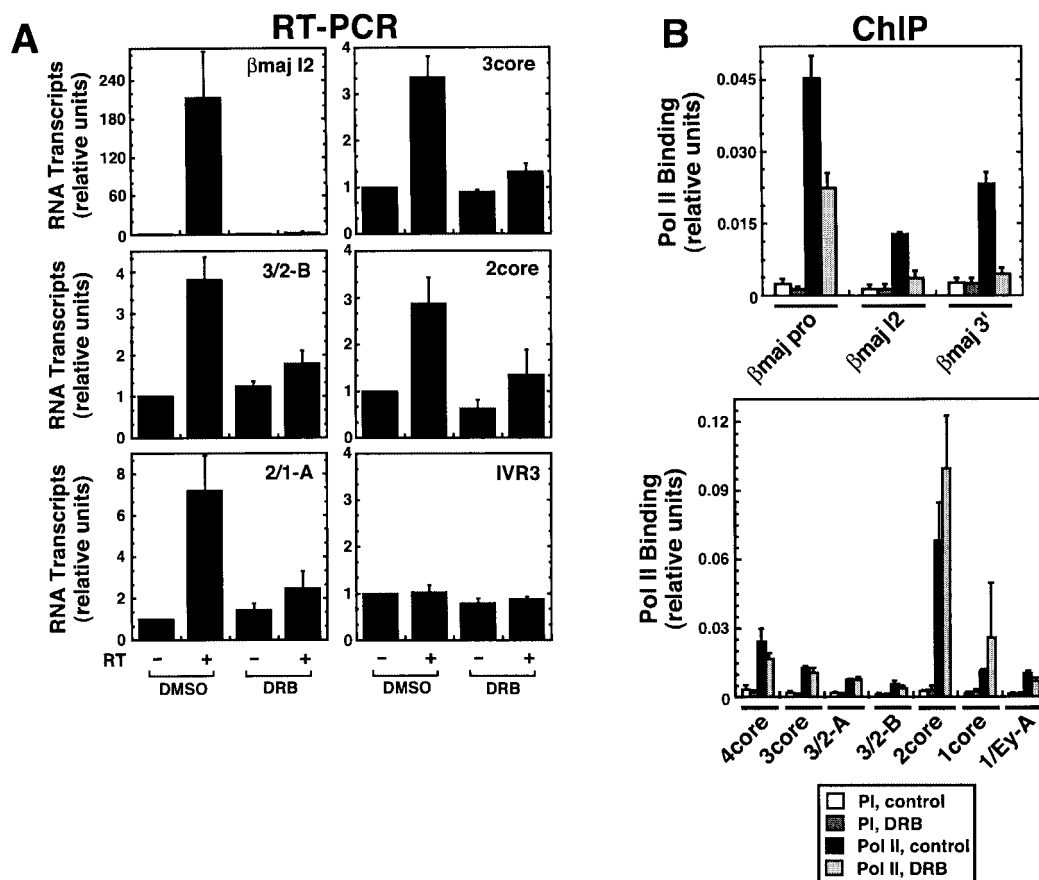 A
RT-PCR
RNA Transcripts
(relative units)
240
180
120
60
0
βmaj I2
4
3
2
1
0
3core
RNA Transcripts
(relative units)
4
3
2
1
0
3/2-B
4
3
2
1
0
2core
RNA Transcripts
(relative units)
8
6
4
2
0
2/1-A
4
3
2
1
0
IVR3
RT - + - + - + - +
DMSO DRB DMSO DRB
B
ChIP
Pol II Binding
(relative units)
0.045
0.030
0.015
0
βmaj pro
βmaj I2
βmaj 3'
Pol II Binding
(relative units)
0.12
0.09
0.06
0.03
0
4core
3core
3/2-A
3/2-B
2core
1core
1/Ey-A
PI, control
PI, DRB
Pol II, control
Pol II, DRB